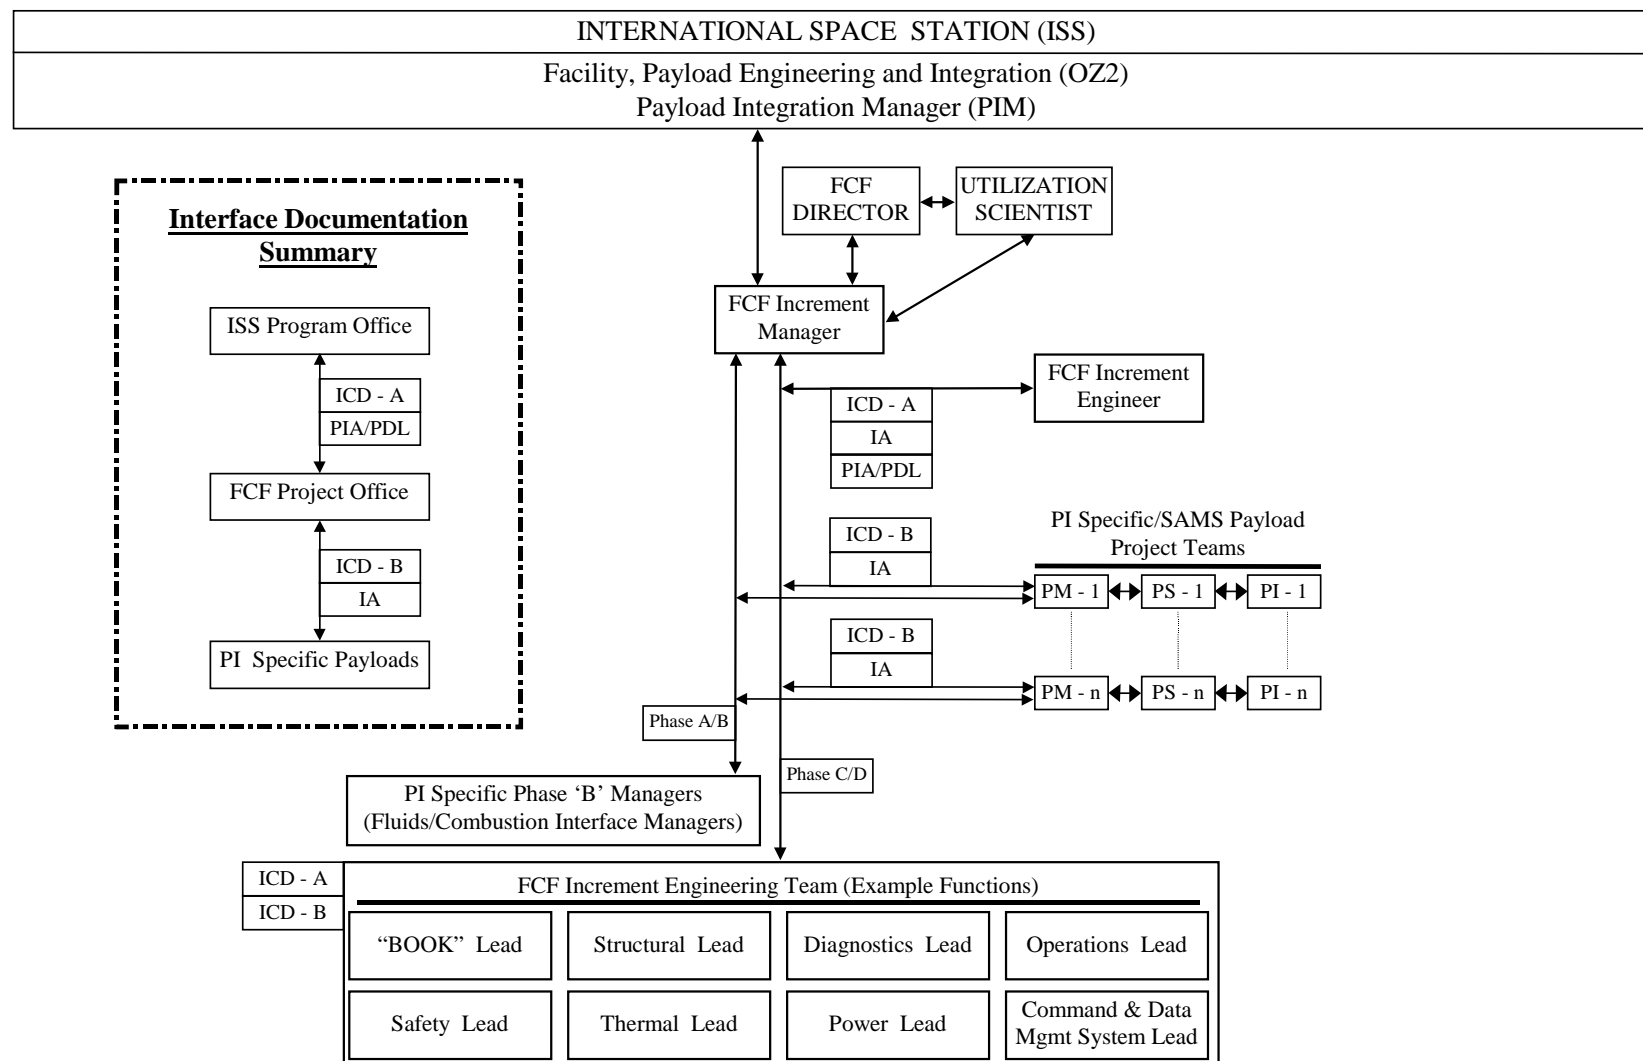 INTERNATIONAL SPACE STATION (ISS)
Facility, Payload Engineering and Integration (OZ2)
Payload Integration Manager (PIM)
Interface Documentation
Summary
ISS Program Office
ICD - A
PIA/PDL
FCF Project Office
ICD - B
IA
PI Specific Payloads
FCF
DIRECTOR
UTILIZATION
SCIENTIST
FCF Increment
Manager
FCF Increment
Engineer
ICD - A
IA
PIA/PDL
PI Specific/SAMS Payload
Project Teams
ICD - B
IA
PM - 1
PS - 1
PI - 1
ICD - B
IA
PM - n
PS - n
PI - n
Phase A/B
Phase C/D
PI Specific Phase ‘B’ Managers
(Fluids/Combustion Interface Managers)
ICD - A
ICD - B
FCF Increment Engineering Team (Example Functions)
“BOOK” Lead
Structural Lead
Diagnostics Lead
Operations Lead
Safety Lead
Thermal Lead
Power Lead
Command & Data
Mgmt System Lead